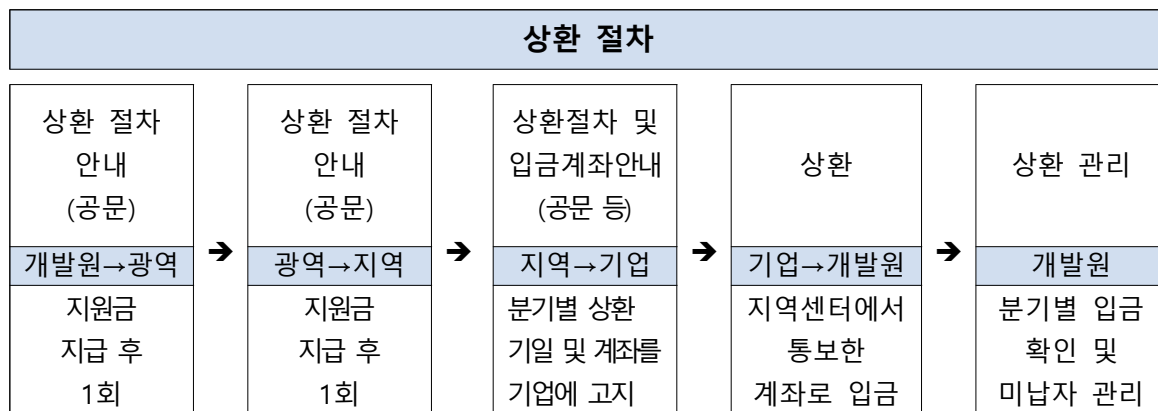 상환 절차
상환 절차
안내
(공문)
개발원→광역
지원금
지급 후
1회
➔
상환 절차
안내
(공문)
광역→지역
지원금
지급 후
1회
➔
상환절차 및
입금계좌안내
(공문 등)
지역→기업
분기별 상환
기일 및 계좌를
기업에 고지
➔
상환
기업→개발원
지역센터에서
통보한
계좌로 입금
➔
상환 관리
개발원
분기별 입금
확인 및
미납자 관리